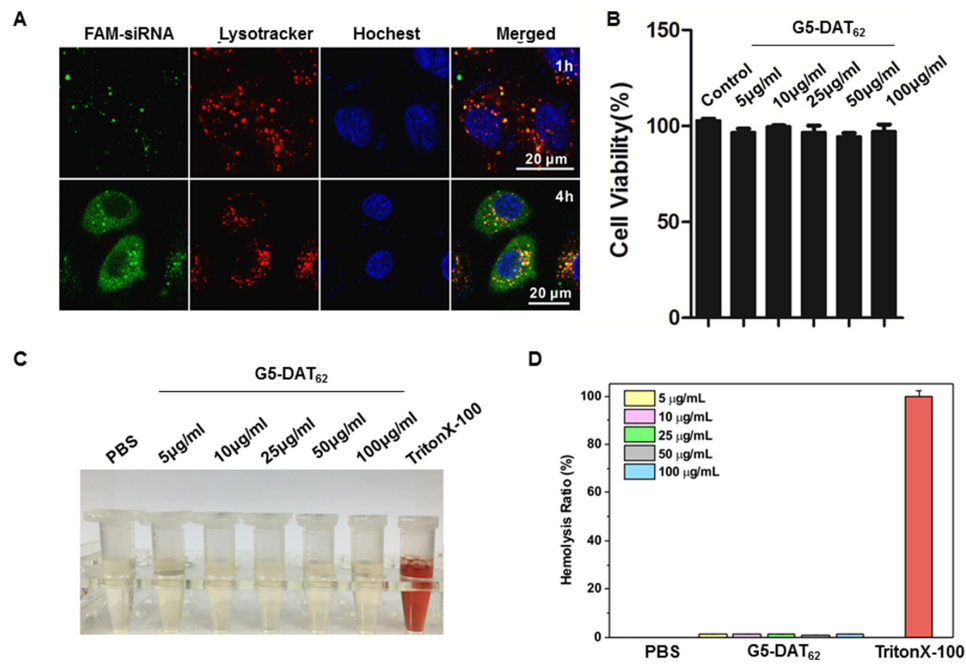 A
FAM-siRNA Lysotracker Hochest Merged
1h
20 µm
4h
20 µm
B
G5-DAT62
Control 5µg/ml 10µg/ml 25µg/ml 50µg/ml 100µg/ml
150
100
50
0
Cell Viability(%)
C
G5-DAT62
PBS 5µg/ml 10µg/ml 25µg/ml 50µg/ml 100µg/ml TritonX-100
D
100
80
60
40
20
0
Hemolysis Ratio (%)
5 µg/mL
10 µg/mL
25 µg/mL
50 µg/mL
100 µg/mL
PBS G5-DAT62 TritonX-100